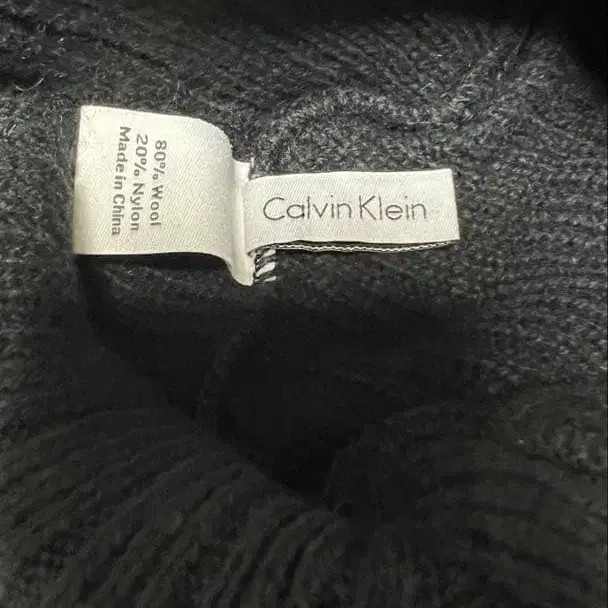 80% Wool
20% Nylon
Made in China
Calvin Klein